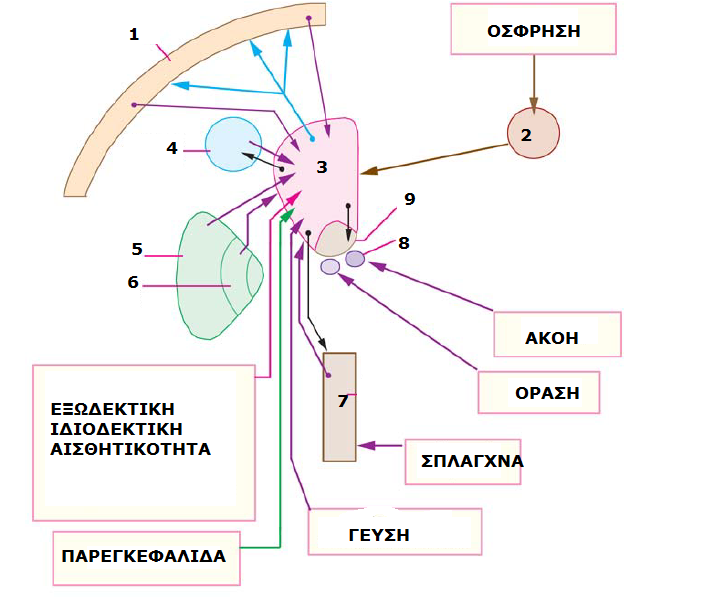 1
ΟΣΦΡΗΣΗ
2
4
3
9
8
5
6
ΑΚΟΗ
ΟΡΑΣΗ
7
ΕΞΩΔΕΚΤΙΚΗ
ΙΔΙΟΔΕΚΤΙΚΗ
ΑΙΣΘΗΤΙΚΟΤΗΤΑ
ΣΠΛΑΓΧΝΑ
ΓΕΥΣΗ
ΠΑΡΕΓΚΕΦΑΛΙΔΑ